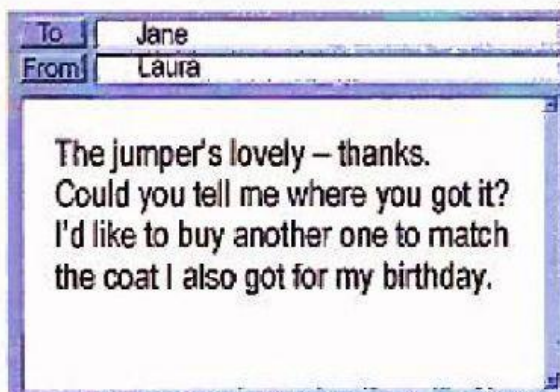 To Jane
From Laura
The jumper's lovely – thanks.
Could you tell me where you got it?
I'd like to buy another one to match
the coat I also got for my birthday.